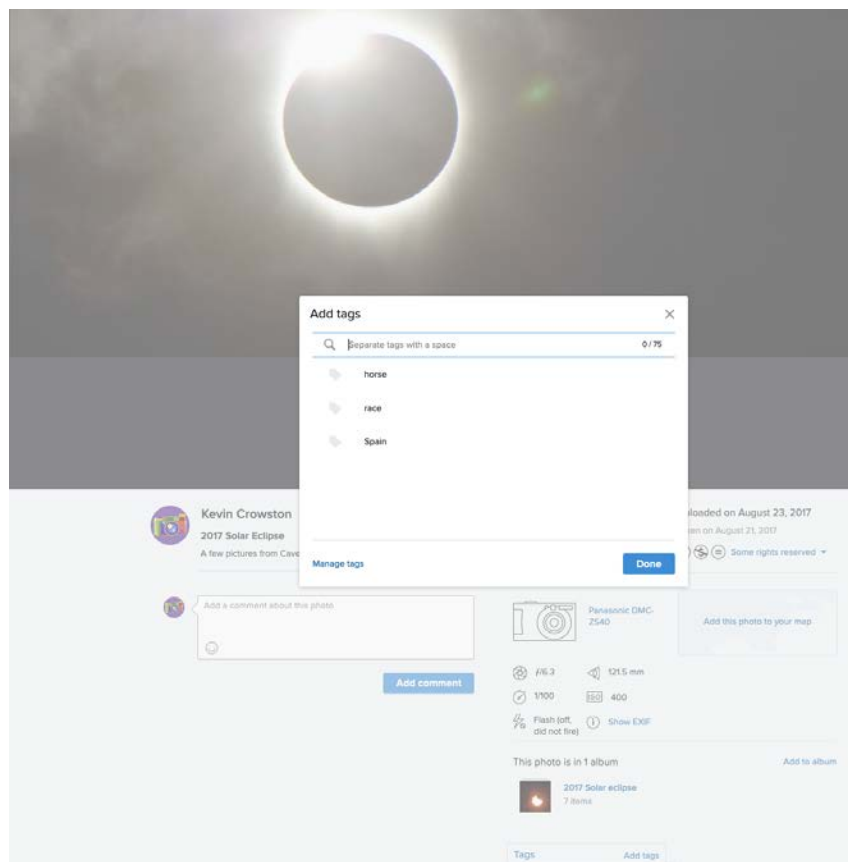 Add tags
Separate tags with a space
0 / 75
horse
race
Spain
Manage tags
Done
Kevin Crowston
2017 Solar Eclipse
A few pictures from Cave
loaded on August 23, 2017
en on August 21, 2017
Some rights reserved
Add a comment about this photo
Add comment
Panasonic DMC-
ZS40
Add this photo to your map
ƒ/6.3
121.5 mm
1/100
ISO
400
Flash (off,
did not fire)
Show EXIF
This photo is in 1 album
Add to album
2017 Solar eclipse
7 items
Tags
Add tags